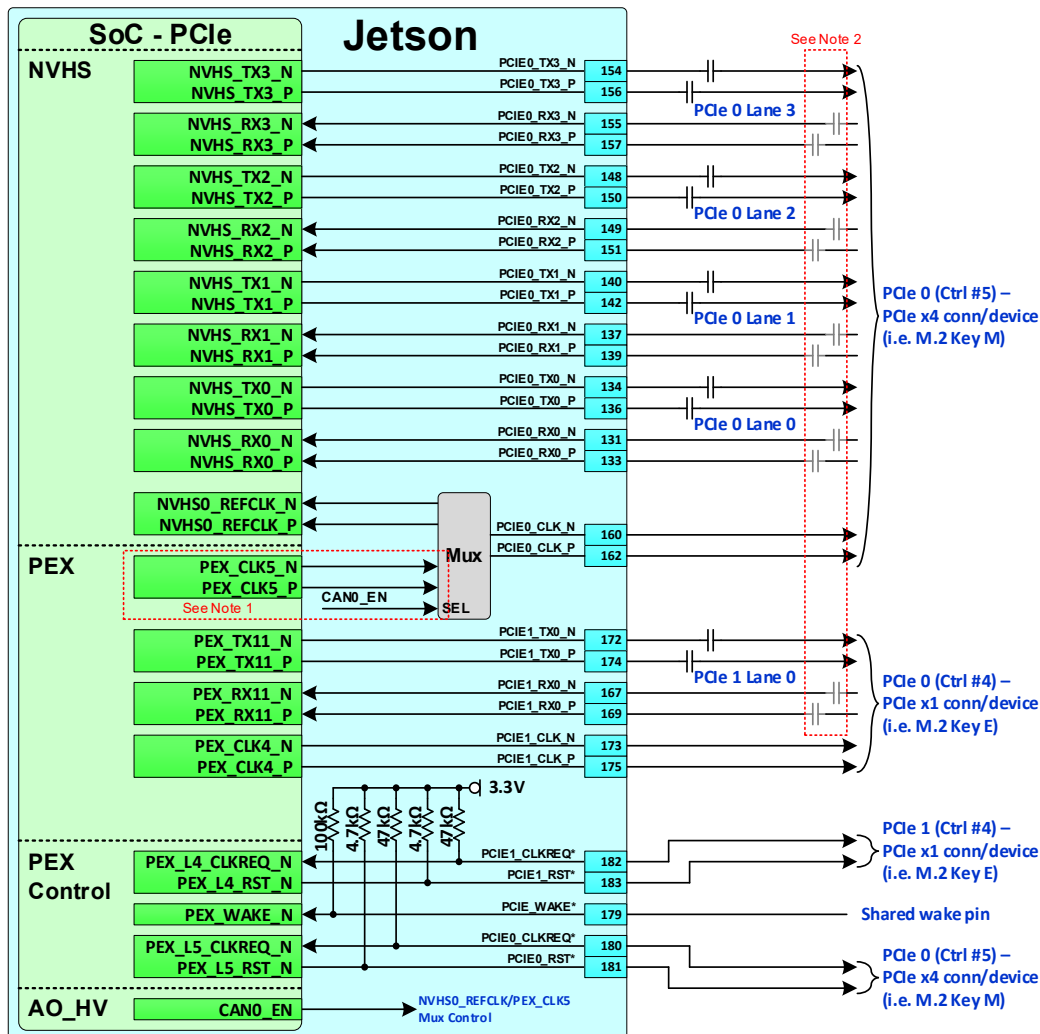 SoC - PCIe
Jetson
See Note 2
NVHS
NVHS_TX3_N PCIE0_TX3_N 154
NVHS_TX3_P PCIE0_TX3_P 156
PCIe 0 Lane 3
NVHS_RX3_N PCIE0_RX3_N 155
NVHS_RX3_P PCIE0_RX3_P 157
NVHS_TX2_N PCIE0_TX2_N 148
NVHS_TX2_P PCIE0_TX2_P 150
PCIe 0 Lane 2
NVHS_RX2_N PCIE0_RX2_N 149
NVHS_RX2_P PCIE0_RX2_P 151
NVHS_TX1_N PCIE0_TX1_N 140
NVHS_TX1_P PCIE0_TX1_P 142
PCIe 0 Lane 1
NVHS_RX1_N PCIE0_RX1_N 137
NVHS_RX1_P PCIE0_RX1_P 139
PCIe 0 (Ctrl #5) –
PCIe x4 conn/device
(i.e. M.2 Key M)
NVHS_TX0_N PCIE0_TX0_N 134
NVHS_TX0_P PCIE0_TX0_P 136
PCIe 0 Lane 0
NVHS_RX0_N PCIE0_RX0_N 131
NVHS_RX0_P PCIE0_RX0_P 133
NVHS0_REFCLK_N
NVHS0_REFCLK_P
PCIE0_CLK_N 160
PCIE0_CLK_P 162
Mux
PEX
PEX_CLK5_N
PEX_CLK5_P
CAN0_EN SEL
See Note 1
PEX_TX11_N PCIE1_TX0_N 172
PEX_TX11_P PCIE1_TX0_P 174
PCIe 1 Lane 0
PEX_RX11_N PCIE1_RX0_N 167
PEX_RX11_P PCIE1_RX0_P 169
PCIe 0 (Ctrl #4) –
PCIe x1 conn/device
(i.e. M.2 Key E)
PEX_CLK4_N PCIE1_CLK_N 173
PEX_CLK4_P PCIE1_CLK_P 175
3.3V
100kΩ
4.7kΩ
47kΩ
4.7kΩ
47kΩ
PEX
Control
PEX_L4_CLKREQ_N PCIE1_CLKREQ* 182
PEX_L4_RST_N PCIE1_RST* 183
PCIe 1 (Ctrl #4) –
PCIe x1 conn/device
(i.e. M.2 Key E)
PEX_WAKE_N PCIE_WAKE* 179 Shared wake pin
PEX_L5_CLKREQ_N PCIE0_CLKREQ* 180
PEX_L5_RST_N PCIE0_RST* 181
PCIe 0 (Ctrl #5) –
PCIe x4 conn/device
(i.e. M.2 Key M)
AO_HV
CAN0_EN
NVHS0_REFCLK/PEX_CLK5
Mux Control